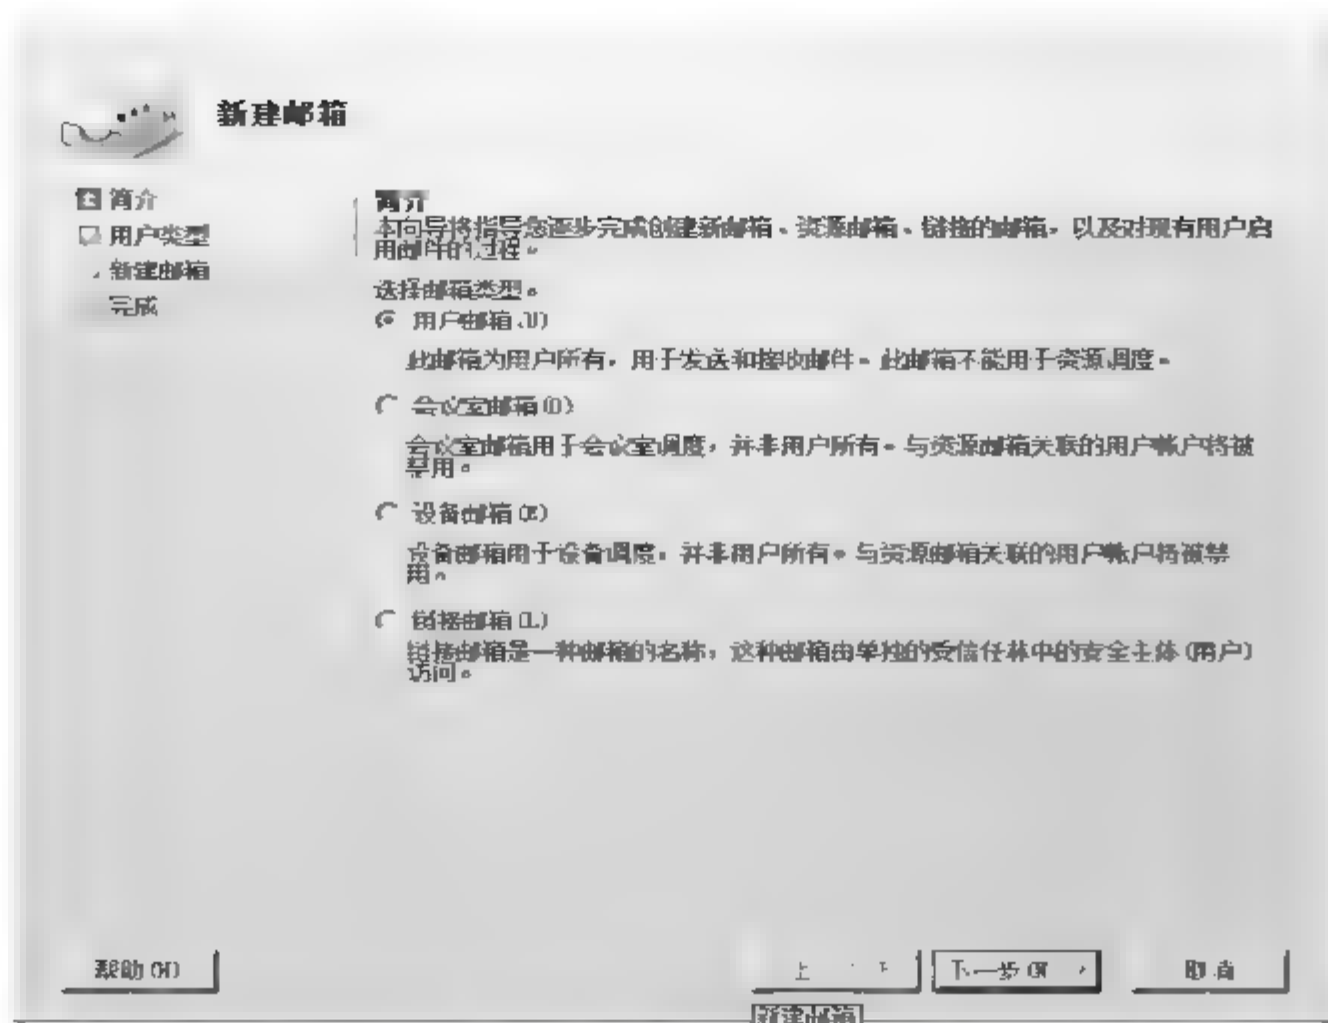 新建邮箱
简介
用户类型
新建邮箱
完成
简介
本向导将指导您逐步完成创建新邮箱、资源邮箱、链接的邮箱，以及对现有用户启
用邮件的过程。
选择邮箱类型。
用户邮箱(U)
此邮箱为用户所有，用于发送和接收邮件。此邮箱不能用于资源调度。
会议室邮箱(O)
会议室邮箱用于会议室调度，并非用户所有。与资源邮箱关联的用户帐户将被
禁用。
设备邮箱(E)
设备邮箱用于设备调度，并非用户所有。与资源邮箱关联的用户帐户将被禁
用。
链接邮箱(L)
链接邮箱是一种邮箱的名称，这种邮箱由单独的受信任林中的安全主体(用户)
访问。
帮助(H)
下一步(N) >
取消
新建邮箱